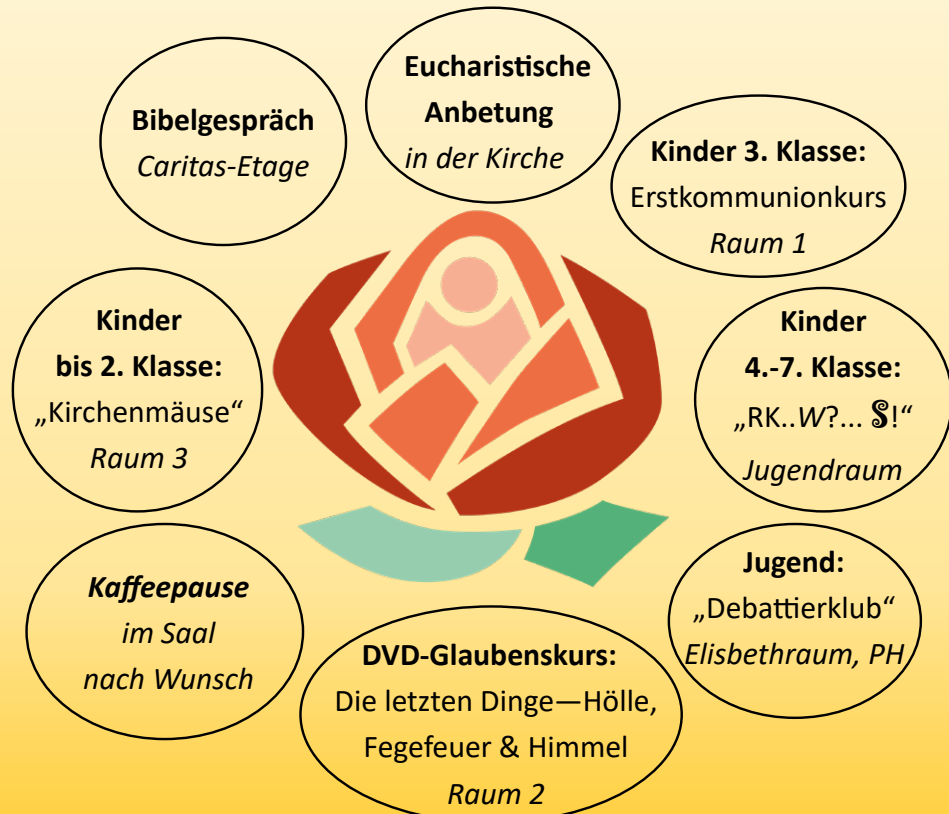 Eucharistische
Anbetung
in der Kirche
Bibelgespräch
Caritas-Etage
Kinder 3. Klasse:
Erstkommunionkurs
Raum 1
Kinder
bis 2. Klasse:
„Kirchenmäuse“
Raum 3
Kinder
4.-7. Klasse:
„RK..W?... S!“
Jugendraum
Kaffeepause
im Saal
nach Wunsch
Jugend:
„Debattierklub“
Elisbethraum, PH
DVD-Glaubenskurs:
Die letzten Dinge—Hölle,
Fegefeuer & Himmel
Raum 2